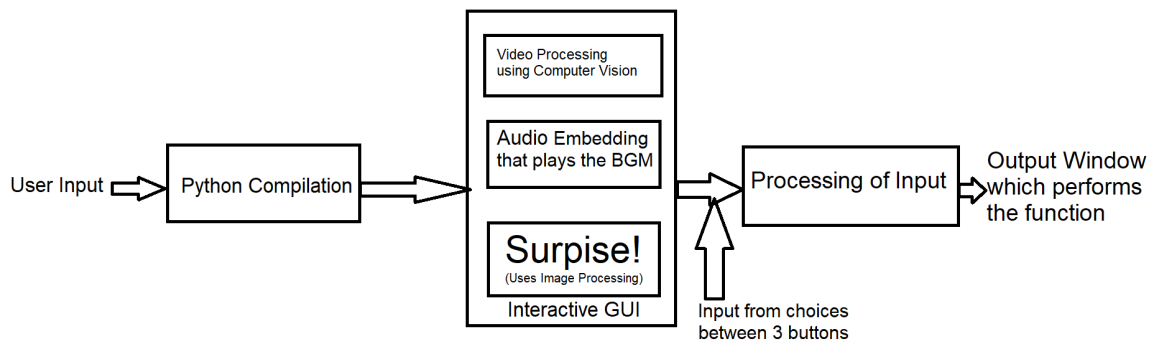 User Input
Python Compilation
Video Processing
using Computer Vision
Audio Embedding
that plays the BGM
Surpise!
(Uses Image Processing)
Interactive GUI
Input from choices
between 3 buttons
Processing of Input
Output Window
which performs
the function